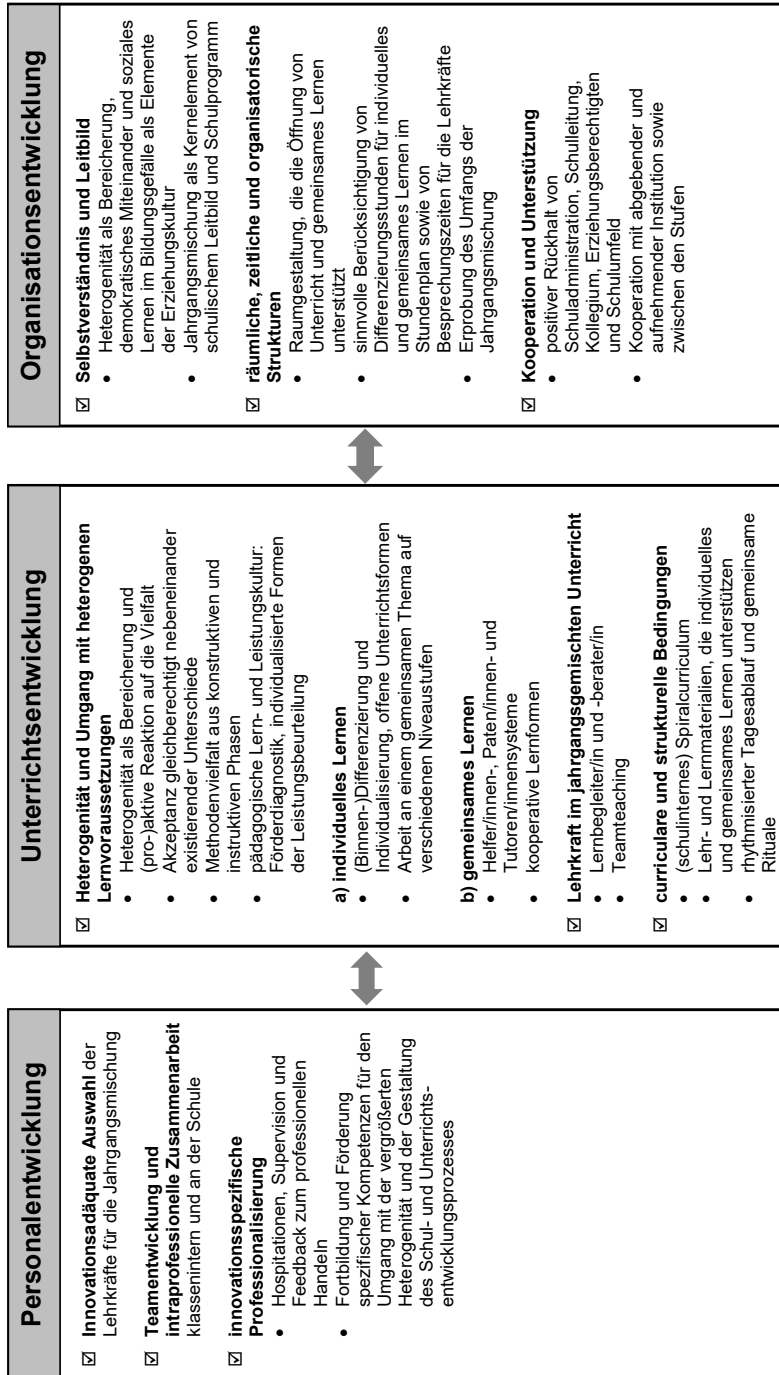 Personalentwicklung
☑ Innovationsadäquate Auswahl der
Lehrkräfte für die Jahrgangsmischung
☑ Teamentwicklung und
intraprofessionelle Zusammenarbeit
klassenintern und an der Schule
☑ innovationsspezifische
Professionalisierung
• Hospitationen, Supervision und
Feedback zum professionellen
Handeln
• Fortbildung und Förderung
spezifischer Kompetenzen für den
Umgang mit der vergrößerten
Heterogenität und der Gestaltung
des Schul- und Unterrichts-
entwicklungsprozesses
Unterrichtsentwicklung
☑ Heterogenität und Umgang mit heterogenen
Lernvoraussetzungen
• Heterogenität als Bereicherung und
(pro-)aktive Reaktion auf die Vielfalt
• Akzeptanz gleichberechtigt nebeneinander
existierender Unterschiede
• Methodenvielfalt aus konstruktiven und
instruktiven Phasen
• pädagogische Lern- und Leistungskultur:
Förderdiagnostik, individualisierte Formen
der Leistungsbeurteilung
a) individuelles Lernen
• (Binnen-)Differenzierung und
Individualisierung, offene Unterrichtsformen
• Arbeit an einem gemeinsamen Thema auf
verschiedenen Niveaustufen
b) gemeinsames Lernen
• Helfer/innen-, Paten/innen- und
Tutoren/innensysteme
• kooperative Lernformen
☑ Lehrkraft im jahrgangsgemischten Unterricht
• Lernbegleiter/in und -berater/in
• Teamteaching
☑ curriculare und strukturelle Bedingungen
• (schulinternes) Spiralcurriculum
• Lehr- und Lernmaterialien, die individuelles
und gemeinsames Lernen unterstützen
• rhythmisierter Tagesablauf und gemeinsame
Rituale
Organisationsentwicklung
☑ Selbstverständnis und Leitbild
• Heterogenität als Bereicherung,
demokratisches Miteinander und soziales
Lernen im Bildungsgefälle als Elemente
der Erziehungskultur
• Jahrgangsmischung als Kernelement von
schulischem Leitbild und Schulprogramm
☑ räumliche, zeitliche und organisatorische
Strukturen
• Raumgestaltung, die die Öffnung von
Unterricht und gemeinsames Lernen
unterstützt
• sinnvolle Berücksichtigung von
Differenzierungsstunden für individuelles
und gemeinsames Lernen im
Stundenplan sowie von
Besprechungszeiten für die Lehrkräfte
• Erprobung des Umfangs der
Jahrgangsmischung
☑ Kooperation und Unterstützung
• positiver Rückhalt von
Schuladministration, Schulleitung,
Kollegium, Erziehungsberechtigten
und Schulumfeld
• Kooperation mit abgebender und
aufnehmender Institution sowie
zwischen den Stufen